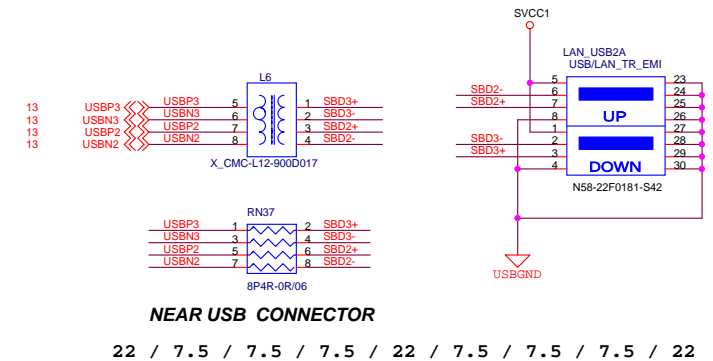 SVCC1
LAN_USB2A
USB/LAN_TR_EMI
L6
13 USBP3 USBP3 5 1 SBD3+
13 USBN3 USBN3 6 2 SBD3-
13 USBP2 USBP2 7 3 SBD2+
13 USBN2 USBN2 8 4 SBD2-
X_CMC-L12-900D017
5 23
SBD2- 6 24
SBD2+ 7 25
8 UP 26
1 27
SBD3- 2 28
SBD3+ 3 29
4 DOWN 30
N58-22F0181-S42
RN37
USBP3 1 2 SBD3+
USBN3 3 4 SBD3-
USBP2 5 6 SBD2+
USBN2 7 8 SBD2-
8P4R-0R/06
USBGND
NEAR USB CONNECTOR
22 / 7.5 / 7.5 / 7.5 / 22 / 7.5 / 7.5 / 7.5 / 22